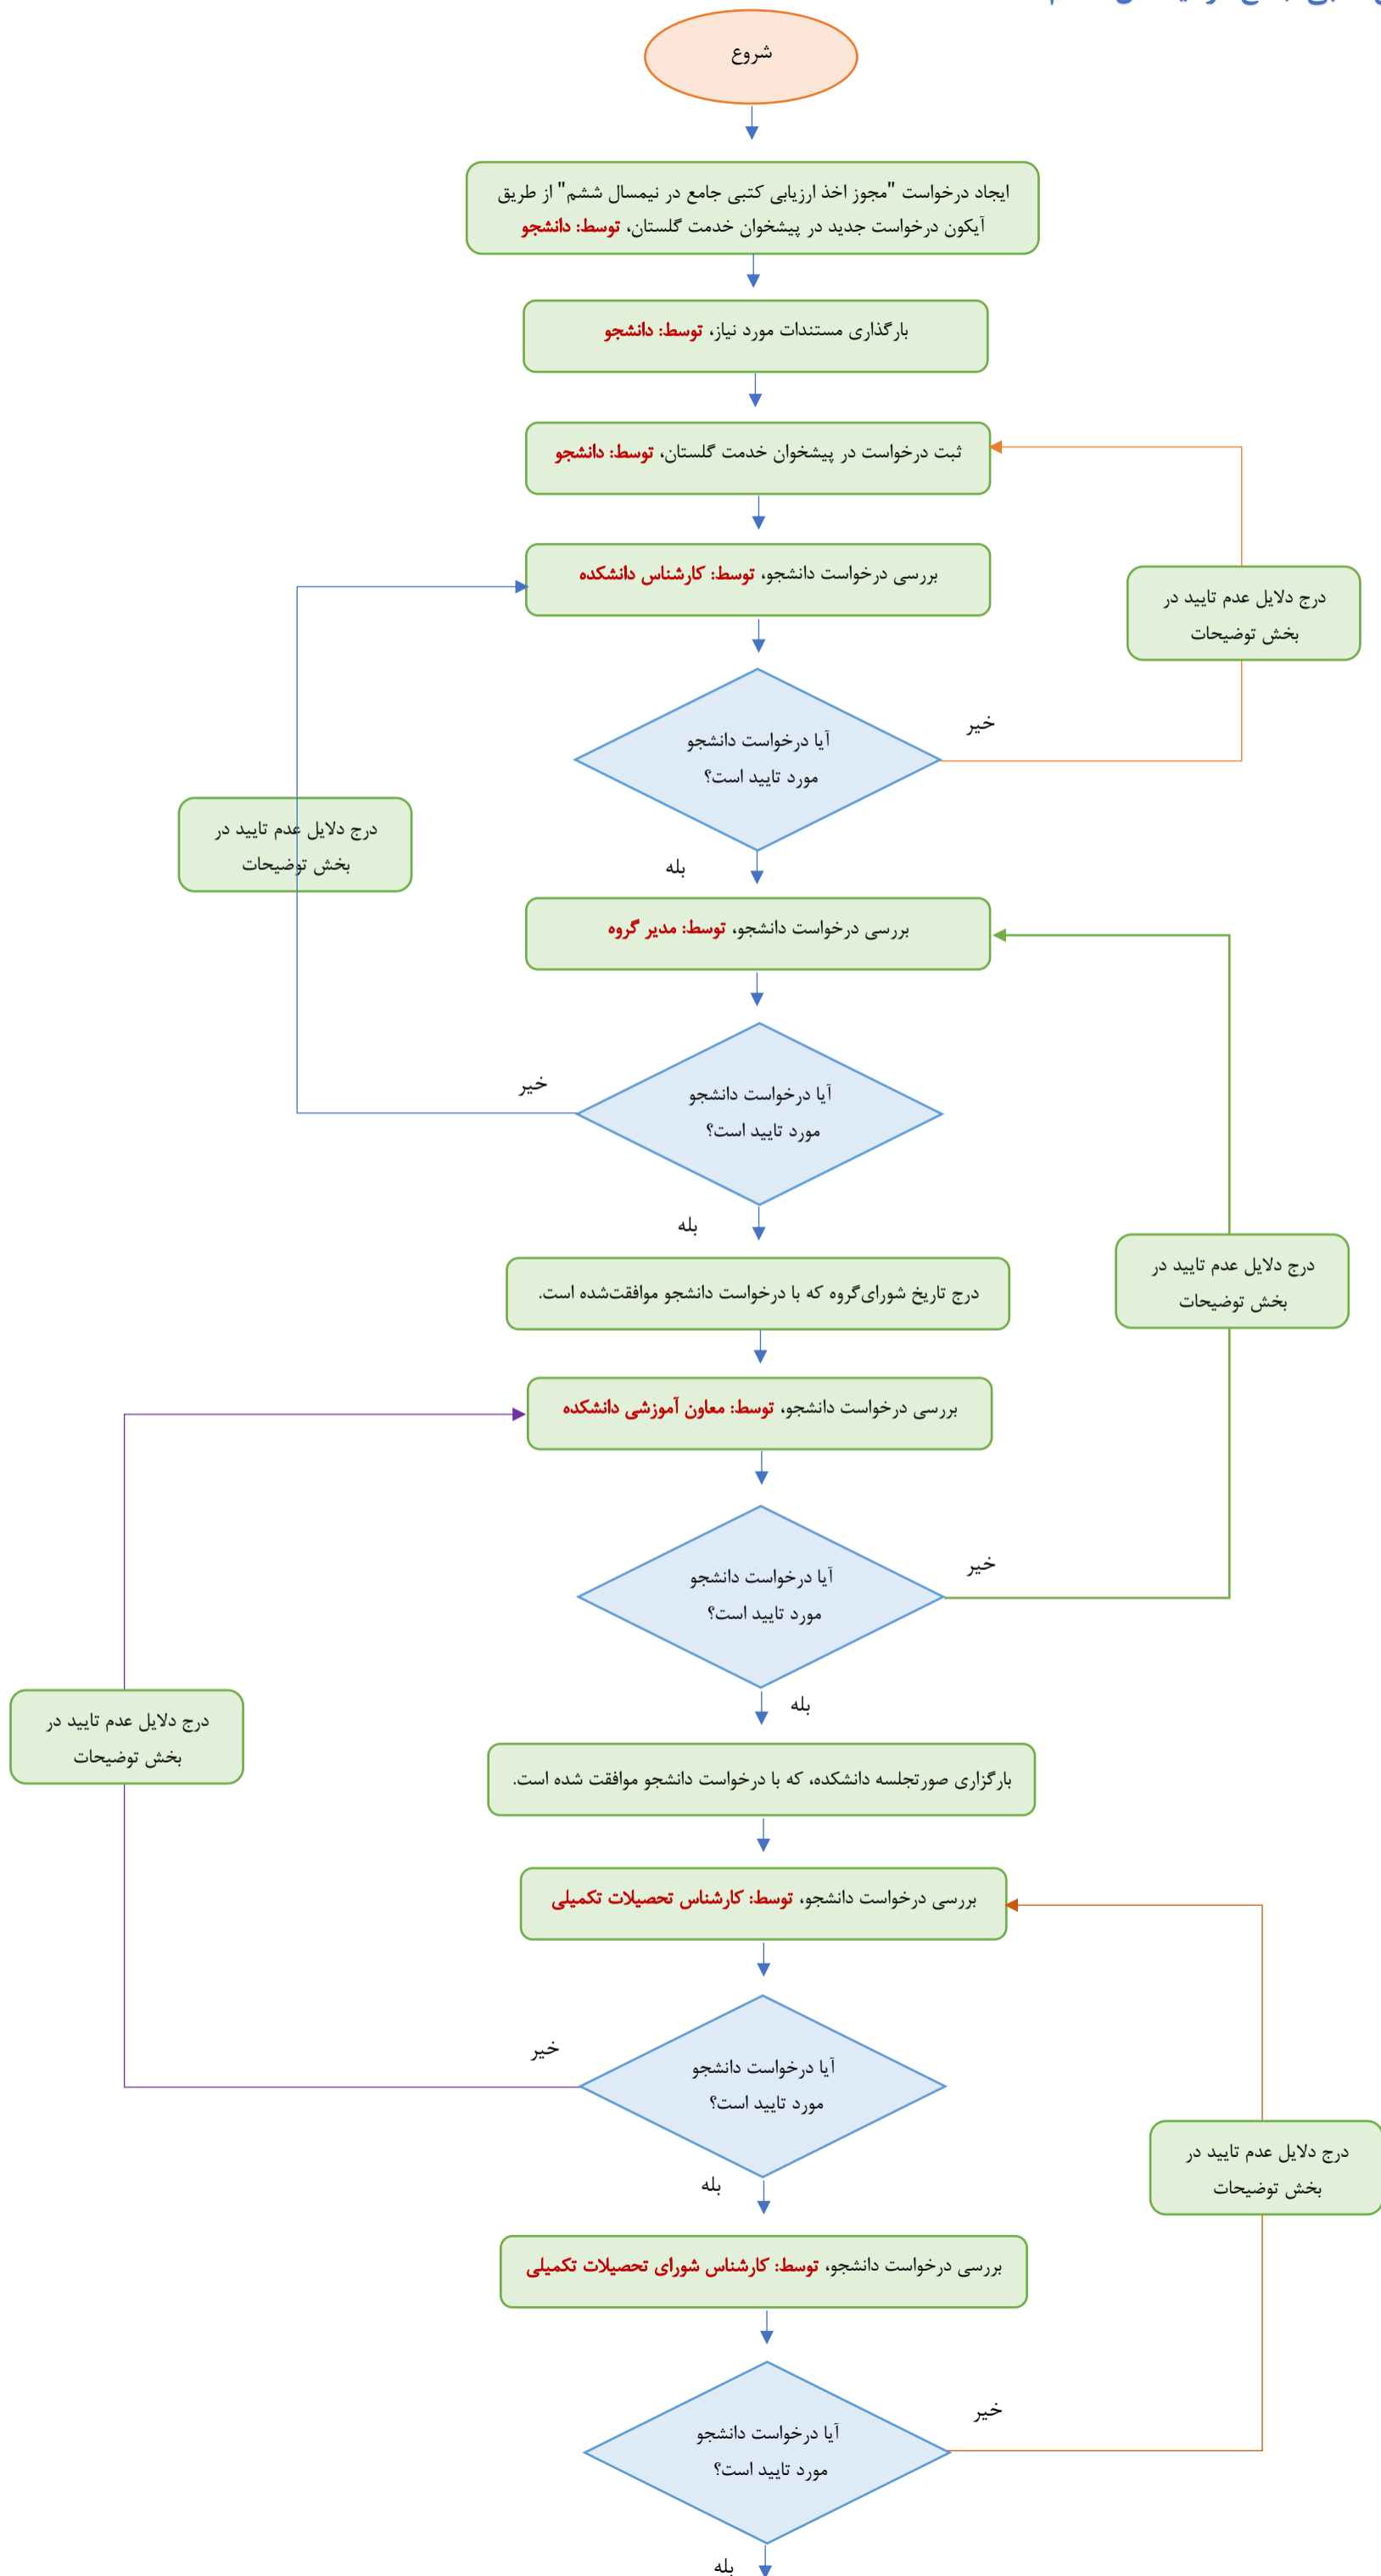 شروع
ایجاد درخواست "مجوز اخذ ارزیابی کتبی جامع در نیمسال ششم" از طریق
آیکون درخواست جدید در پیشخوان خدمت گلستان، توسط: دانشجو
بارگذاری مستندات مورد نیاز، توسط: دانشجو
ثبت درخواست در پیشخوان خدمت گلستان، توسط: دانشجو
بررسی درخواست دانشجو، توسط: کارشناس دانشکده
درج دلایل عدم تایید در
بخش توضیحات
آیا درخواست دانشجو
مورد تایید است؟
خیر
درج دلایل عدم تایید در
بخش توضیحات
بله
بررسی درخواست دانشجو، توسط: مدیر گروه
آیا درخواست دانشجو
مورد تایید است؟
خیر
بله
درج دلایل عدم تایید در
بخش توضیحات
درج تاریخ شورای‌گروه که با درخواست دانشجو موافقت‌شده است.
بررسی درخواست دانشجو، توسط: معاون آموزشی دانشکده
آیا درخواست دانشجو
مورد تایید است؟
خیر
بله
درج دلایل عدم تایید در
بخش توضیحات
بارگزاری صورتجلسه دانشکده، که با درخواست دانشجو موافقت شده است.
بررسی درخواست دانشجو، توسط: کارشناس تحصیلات تکمیلی
آیا درخواست دانشجو
مورد تایید است؟
خیر
درج دلایل عدم تایید در
بخش توضیحات
بله
بررسی درخواست دانشجو، توسط: کارشناس شورای تحصیلات تکمیلی
آیا درخواست دانشجو
مورد تایید است؟
خیر
بله